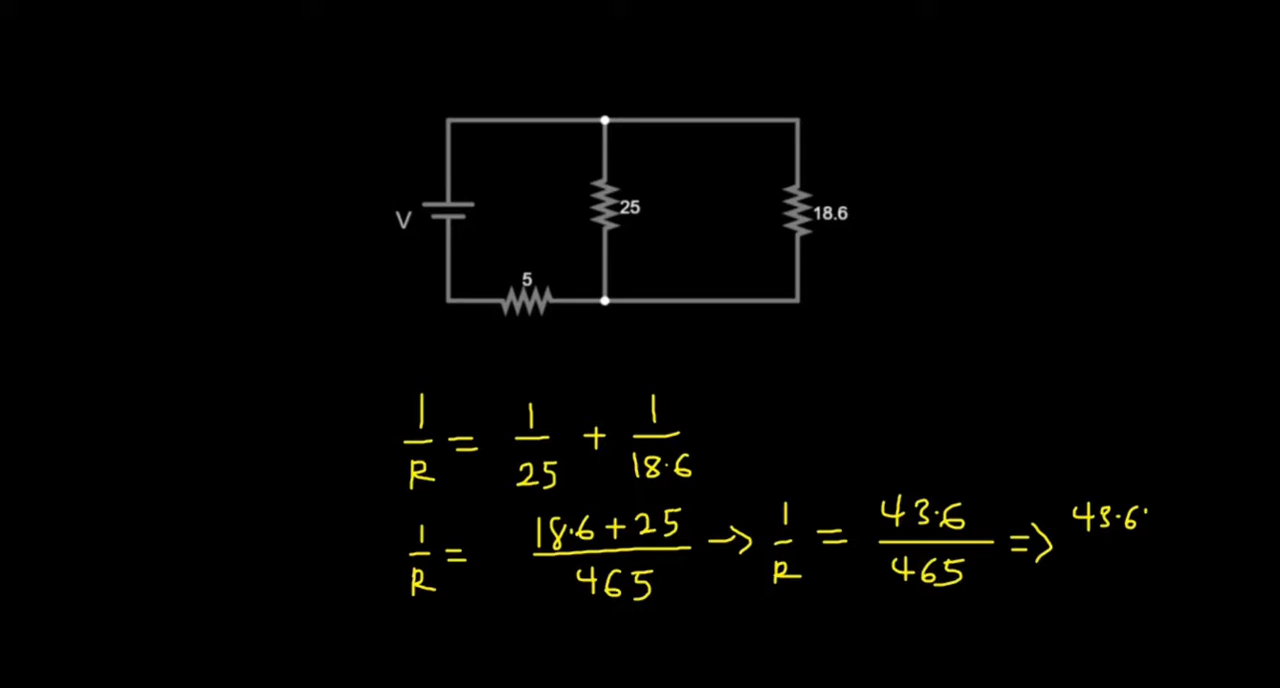 V
25
18.6
5
1/R = 1/25 + 1/18.6
1/R = 18.6+25/465 → 1/R = 43.6/465 ⇒ 43.6·